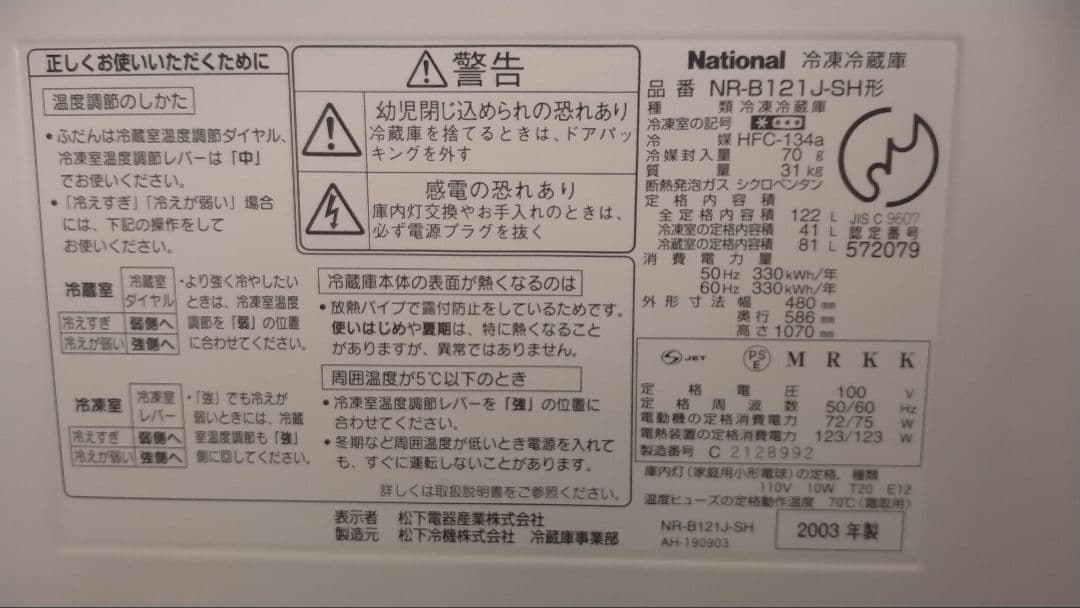 正しくお使いいただくために
温度調節のしかた
・ふだんは冷蔵室温度調節ダイヤル、
冷凍室温度調節レバーは「中」
でお使いください。
・「冷えすぎ」「冷えが弱い」場合
には、下記の操作をして
お使いください。
冷蔵室 冷蔵室ダイヤル
冷えすぎ 弱側へ
冷えが弱い 強側へ
・より強く冷やしたい
ときは、冷凍室温度
調節を「弱」の位置
に合わせてください。
冷凍室 冷凍室レバー
冷えすぎ 弱側へ
冷えが弱い 強側へ
・「強」でも冷えが
弱いときには、冷蔵
室温度調節も「強」
側に回してください。
警告
幼児閉じ込められの恐れあり
冷蔵庫を捨てるときは、ドアパッ
キングを外す
感電の恐れあり
庫内灯交換やお手入れのときは、
必ず電源プラグを抜く
冷蔵庫本体の表面が熱くなるのは
・放熱パイプで露付防止をしているためです。
使いはじめや夏期は、特に熱くなること
がありますが、異常ではありません。
周囲温度が5℃以下のとき
・冷凍室温度調節レバーを「強」の位置に
合わせてください。
・冬期など周囲温度が低いとき電源を入れて
も、すぐに運転しないことがあります。
詳しくは取扱説明書をご参照ください。
表示者 松下電器産業株式会社
製造元 松下冷機株式会社 冷蔵庫事業部
National 冷凍冷蔵庫
品番 NR-B121J-SH形
種類 冷凍冷蔵庫
冷凍室の記号
冷媒 HFC-134a
冷媒封入量 70 g
質量 31 kg
断熱発泡ガス シクロペンタン
定格内容積
全定格内容積 122 L
冷凍室の定格内容積 41 L
冷蔵室の定格内容積 81 L
消費電力量
50Hz 330kWh/年
60Hz 330kWh/年
外形寸法 幅 480 mm
奥行 586 mm
高さ 1070 mm
JIS C 9607
認定番号
572079
S JET PS E M R K K
定格電圧 100 V
定格周波数 50/60 Hz
電動機の定格消費電力 72/75 W
電熱装置の定格消費電力 123/123 W
製造番号 C 2128992
庫内灯(家庭用小形電球)の定格、種類
110V 10W T20 E12
温度ヒューズの定格動作温度 70℃(霜取用)
NR-B121J-SH
AH-190903
2003 年製